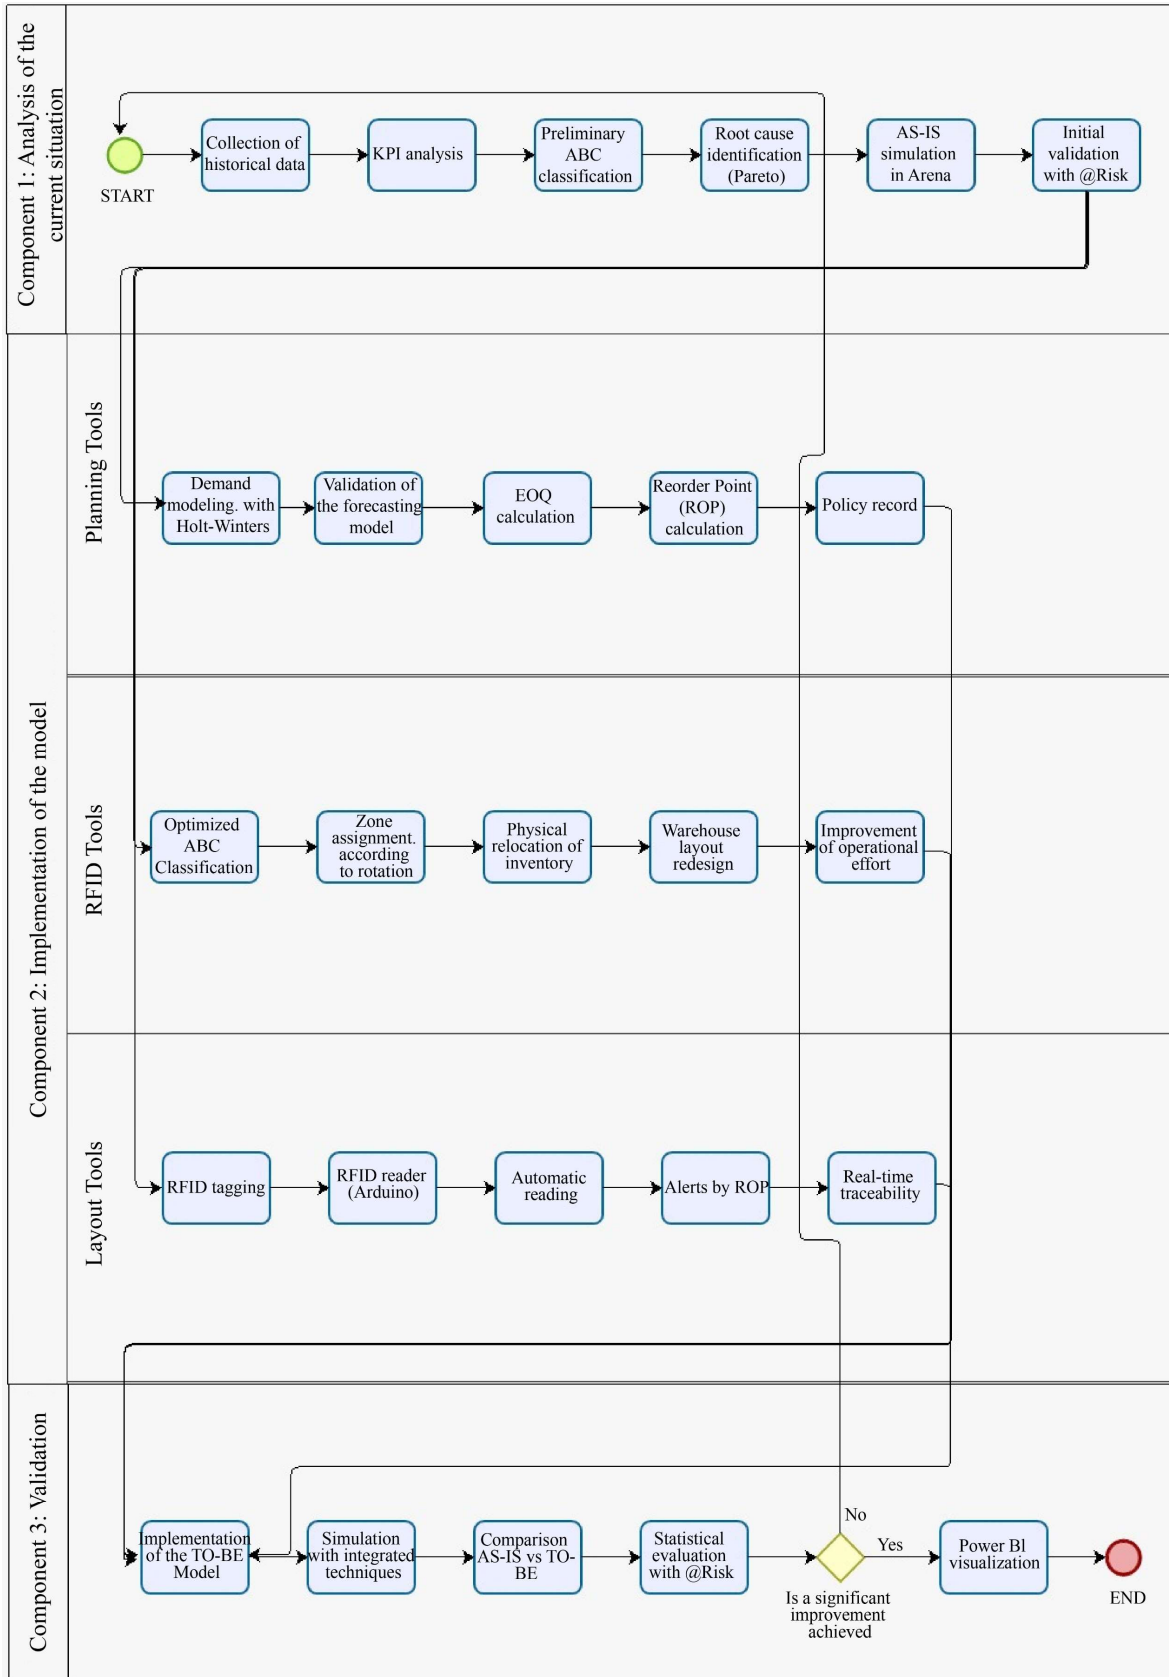 Component 1: Analysis of the
current situation
START
Collection of
historical data
KPI analysis
Preliminary
ABC
classification
Root cause
identification
(Pareto)
AS-IS
simulation
in Arena
Initial
validation
with @Risk
Component 2: Implementation of the model
Planning Tools
Demand
modeling. with
Holt-Winters
Validation of
the forecasting
model
EOQ
calculation
Reorder Point
(ROP)
calculation
Policy record
RFID Tools
Optimized
ABC
Classification
Zone
assignment.
according
to rotation
Physical
relocation of
inventory
Warehouse
layout
redesign
Improvement
of operational
effort
Layout Tools
RFID tagging
RFID reader
(Arduino)
Automatic
reading
Alerts by ROP
Real-time
traceability
Component 3: Validation
Implementation
of the TO-BE
Model
Simulation
with integrated
techniques
Comparison
AS-IS vs TO-
BE
Statistical
evaluation
with @Risk
No
Yes
Is a significant
improvement
achieved
Power BI
visualization
END